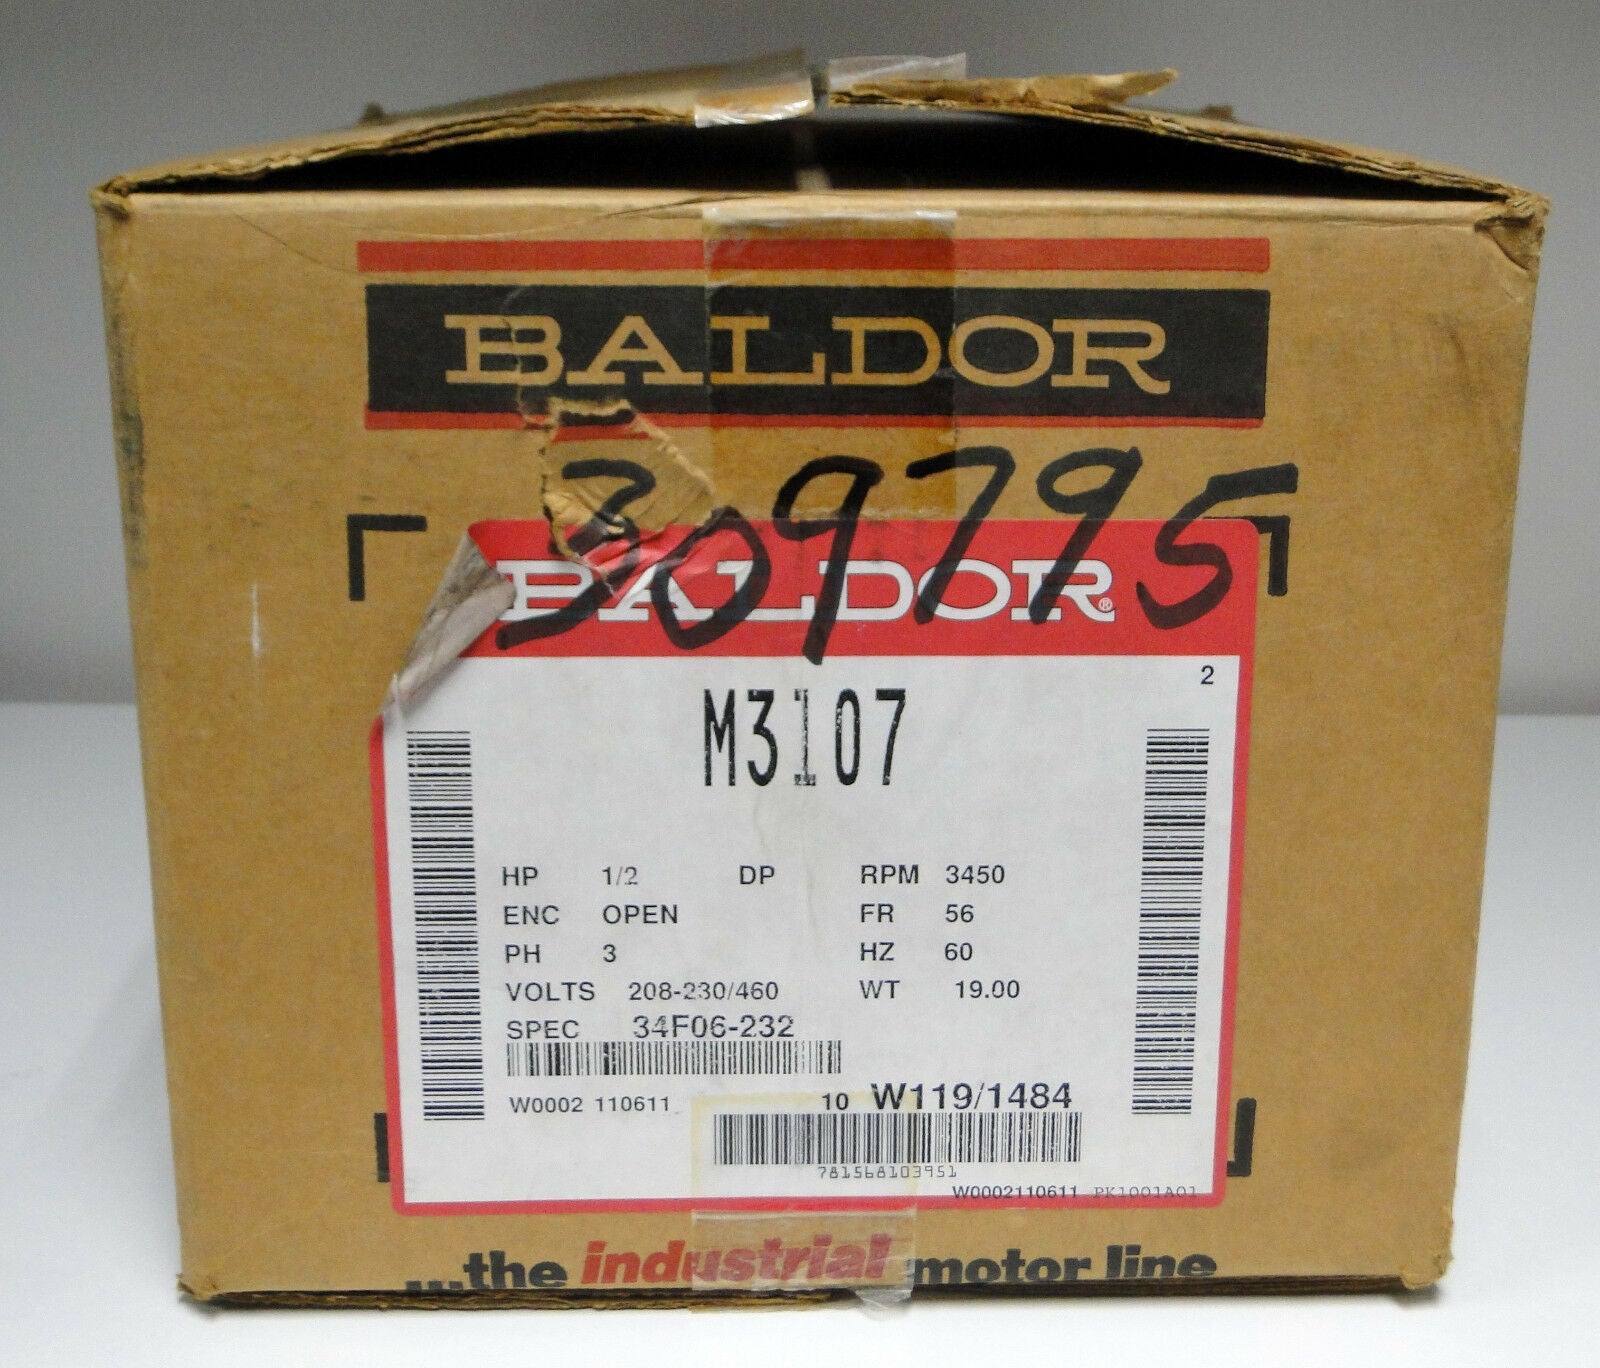 BALDOR
309795
BALDOR®
2
M3107
HP 1/2 DP RPM 3450
ENC OPEN FR 56
PH 3 HZ 60
VOLTS 208-230/460 WT 19.00
SPEC 34F06-232
W0002 110611 10 W119/1484
781568103951
W0002110611 PK1001A01
...the industrial motor line